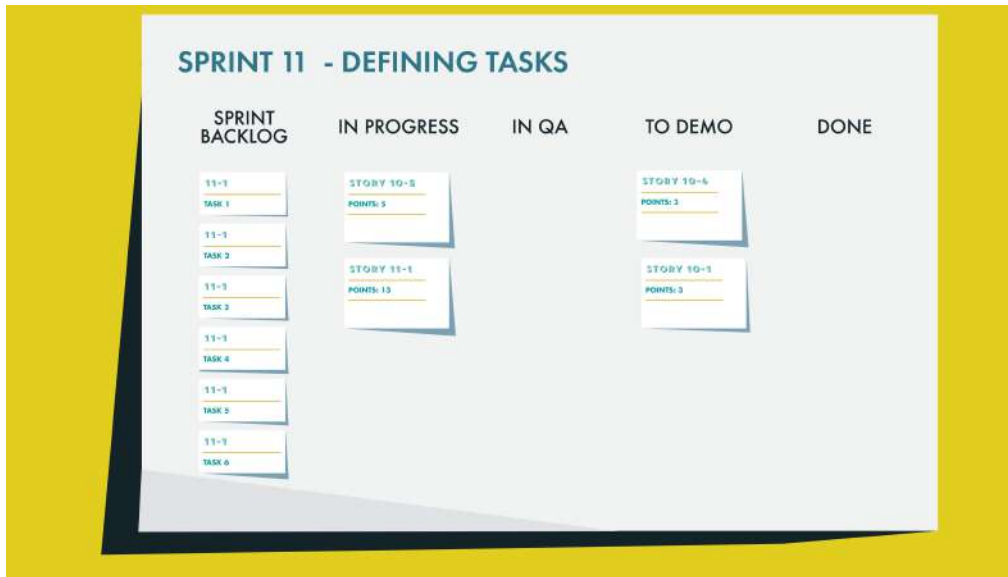 SPRINT 11 - DEFINING TASKS
SPRINT
BACKLOG
IN PROGRESS
IN QA
TO DEMO
DONE
11-1
TASK 1
11-1
TASK 2
11-1
TASK 3
11-1
TASK 4
11-1
TASK 5
11-1
TASK 6
STORY 10-5
POINTS: 5
STORY 11-1
POINTS: 13
STORY 10-4
POINTS: 3
STORY 10-1
POINTS: 3